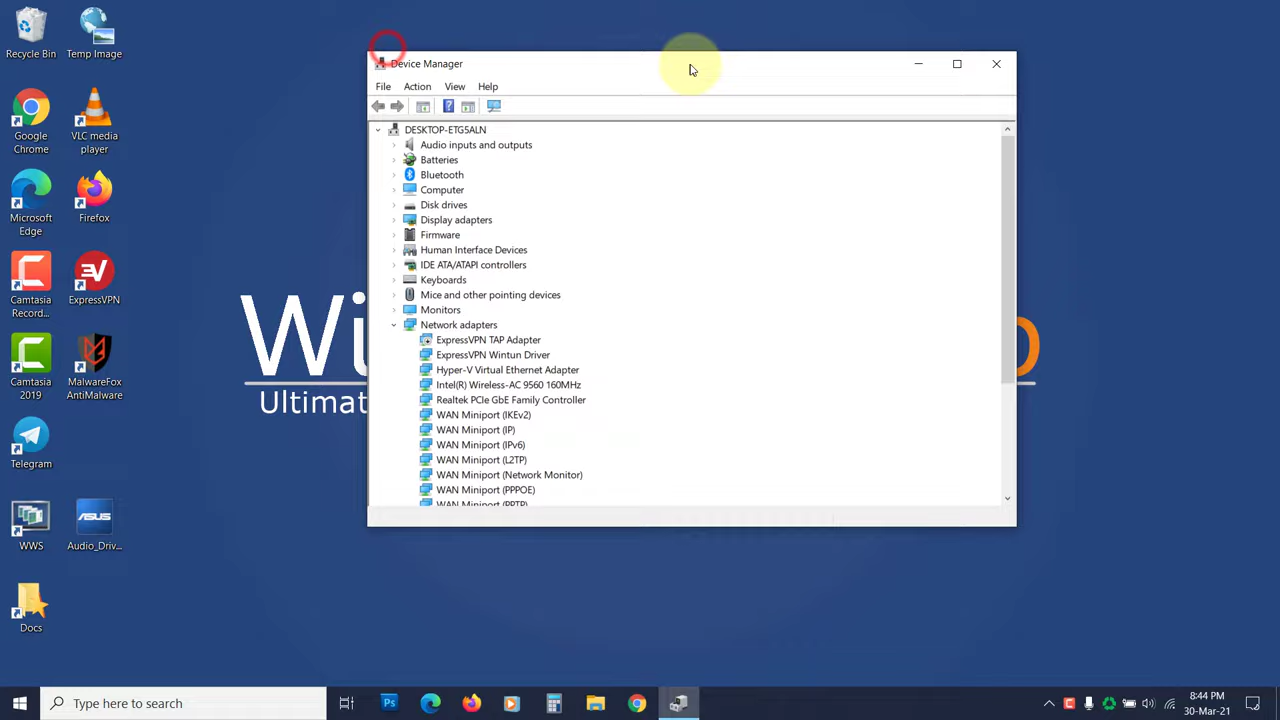 Recycle Bin
Temp Image
Google Chrome
VLC media player
Microsoft Edge
Firefox
Camtasia Record...
ExpressVPN
Camtasia 2019
MalwareFox AntiMalware
Telegram
WWS
ASUS
Audio_Driv...
Docs
Wi
Ultimat
Device Manager
File Action View Help
DESKTOP-ETG5ALN
Audio inputs and outputs
Batteries
Bluetooth
Computer
Disk drives
Display adapters
Firmware
Human Interface Devices
IDE ATA/ATAPI controllers
Keyboards
Mice and other pointing devices
Monitors
Network adapters
ExpressVPN TAP Adapter
ExpressVPN Wintun Driver
Hyper-V Virtual Ethernet Adapter
Intel(R) Wireless-AC 9560 160MHz
Realtek PCIe GbE Family Controller
WAN Miniport (IKEv2)
WAN Miniport (IP)
WAN Miniport (IPv6)
WAN Miniport (L2TP)
WAN Miniport (Network Monitor)
WAN Miniport (PPPOE)
WAN Miniport (PPTP)
Type here to search
Ps
8:44 PM
30-Mar-21